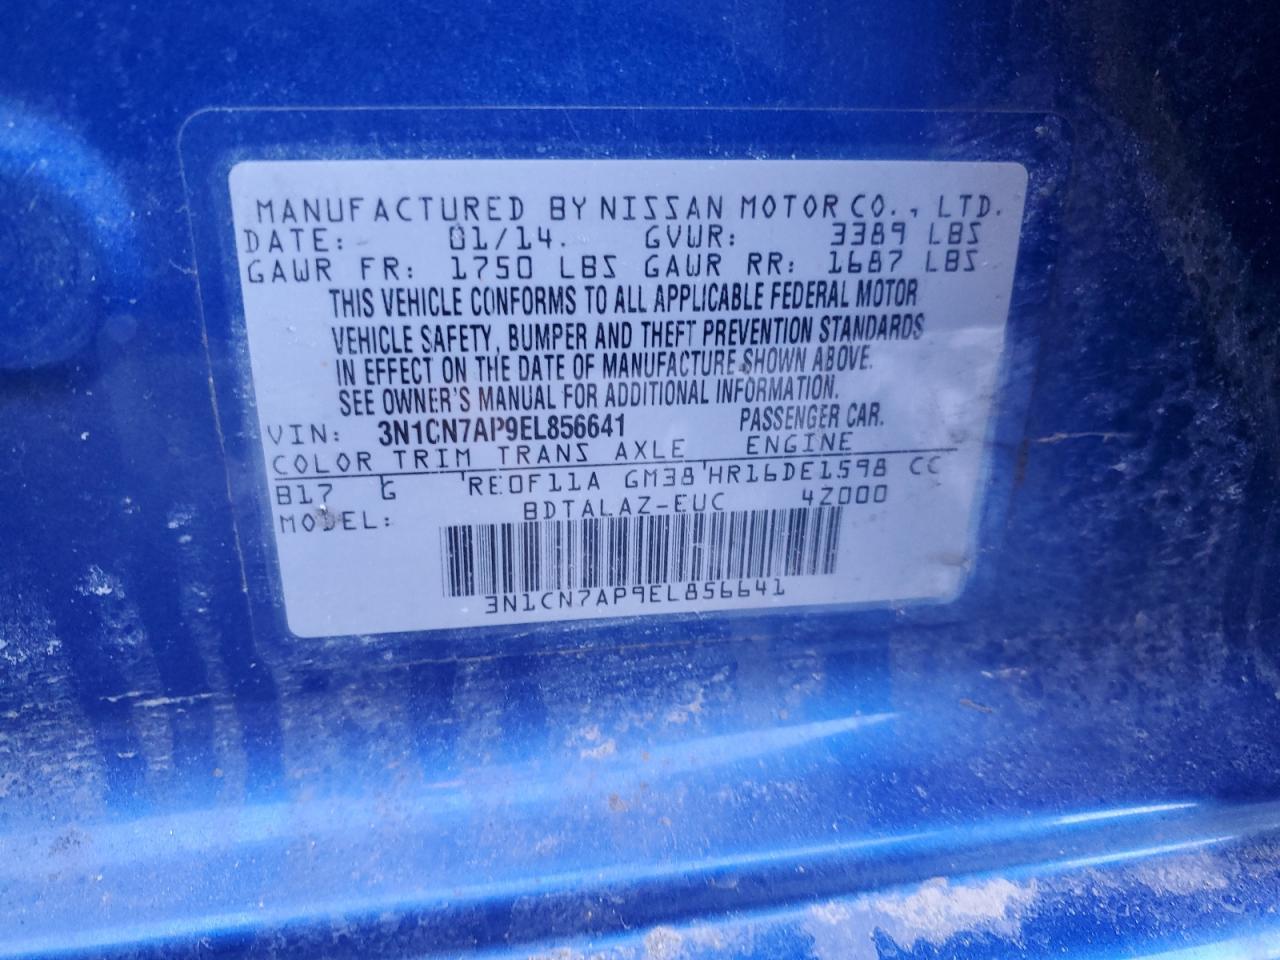 MANUFACTURED BY NISSAN MOTOR CO., LTD.
DATE: 01/14. GVWR: 3389 LBS
GAWR FR: 1750 LBS GAWR RR: 1687 LBS
THIS VEHICLE CONFORMS TO ALL APPLICABLE FEDERAL MOTOR
VEHICLE SAFETY, BUMPER AND THEFT PREVENTION STANDARDS
IN EFFECT ON THE DATE OF MANUFACTURE SHOWN ABOVE.
SEE OWNER'S MANUAL FOR ADDITIONAL INFORMATION.
VIN: 3N1CN7AP9EL856641 PASSENGER CAR.
COLOR TRIM TRANS AXLE ENGINE
B17 G RE0F11A GM38 HR16DE1598 CC
MODEL: BDTALAZ-EUC 4Z000
3N1CN7AP9EL856641